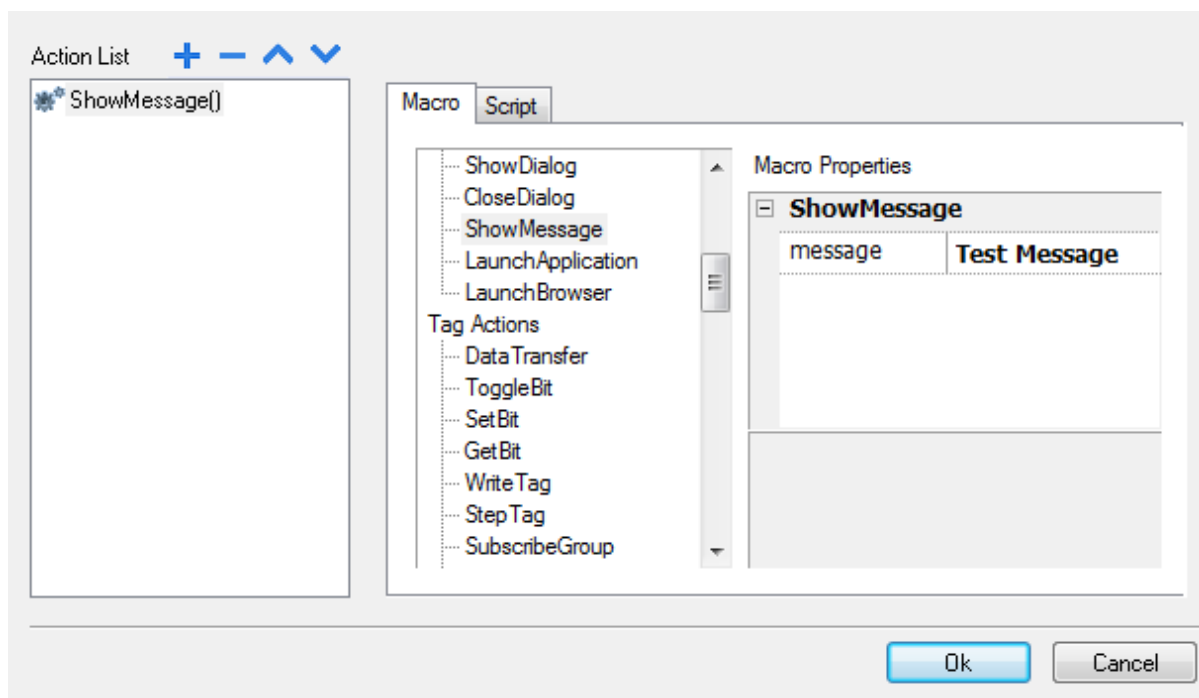 Action List
ShowMessage()
Macro
Script
ShowDialog
CloseDialog
ShowMessage
LaunchApplication
LaunchBrowser
Tag Actions
DataTransfer
ToggleBit
SetBit
GetBit
WriteTag
StepTag
SubscribeGroup
Macro Properties
ShowMessage
message Test Message
Ok
Cancel